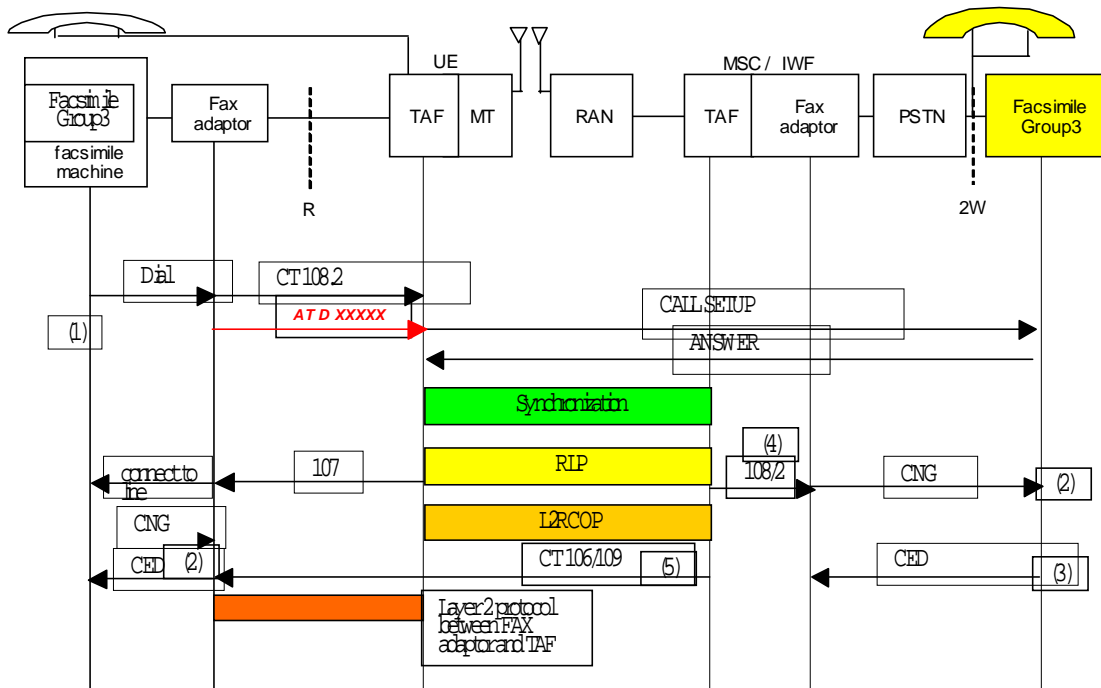 UE
MSC / IWF
Facsimile
Group3
facsimile
machine
Fax
adaptor
TAF
MT
RAN
TAF
Fax
adaptor
PSTN
Facsimile
Group3
R
2W
Dial
CT 108.2
(1)
AT D XXXXX
CALL SETUP
ANSWER
Synchronization
(4)
connect to
line
107
RLP
108/2
CNG
(2)
CNG
L2RCOP
CED
(2)
CT 106/109
(5)
CED
(3)
Layer 2 protocol
between FAX
adaptor and TAF